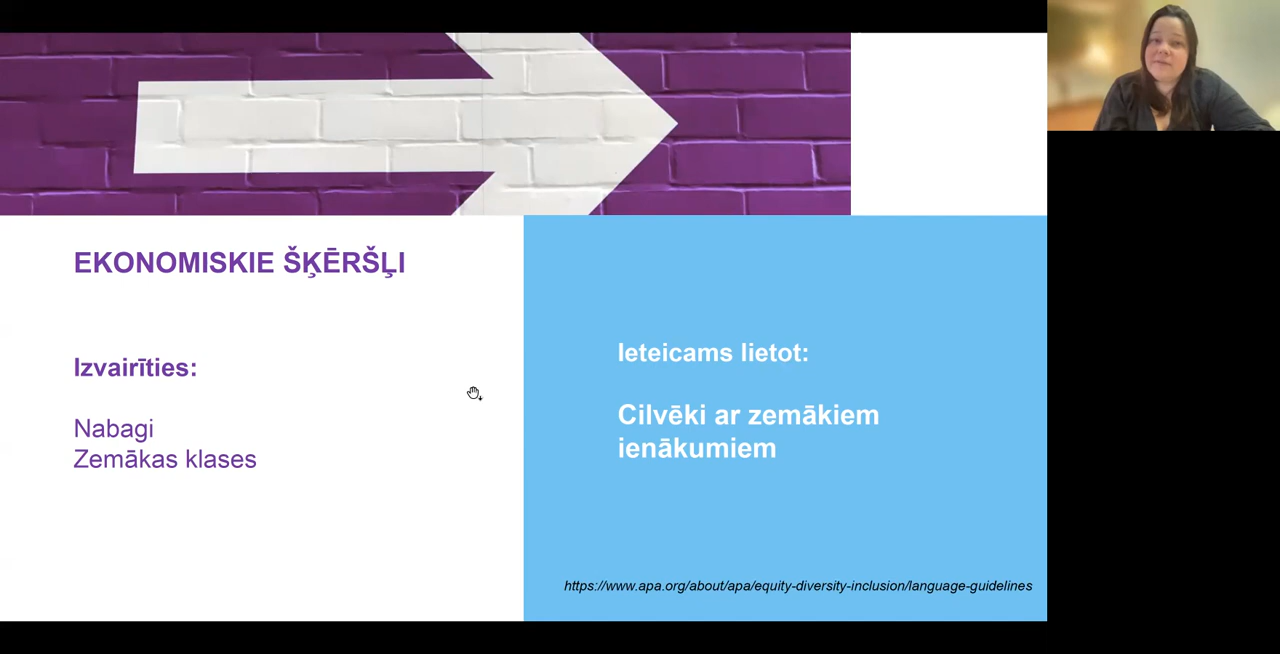 EKONOMISKIE ŠĶĒRŠĻI
Izvairīties:
Nabagi
Zemākas klases
Ieteicams lietot:
Cilvēki ar zemākiem
ienākumiem
https://www.apa.org/about/apa/equity-diversity-inclusion/language-guidelines